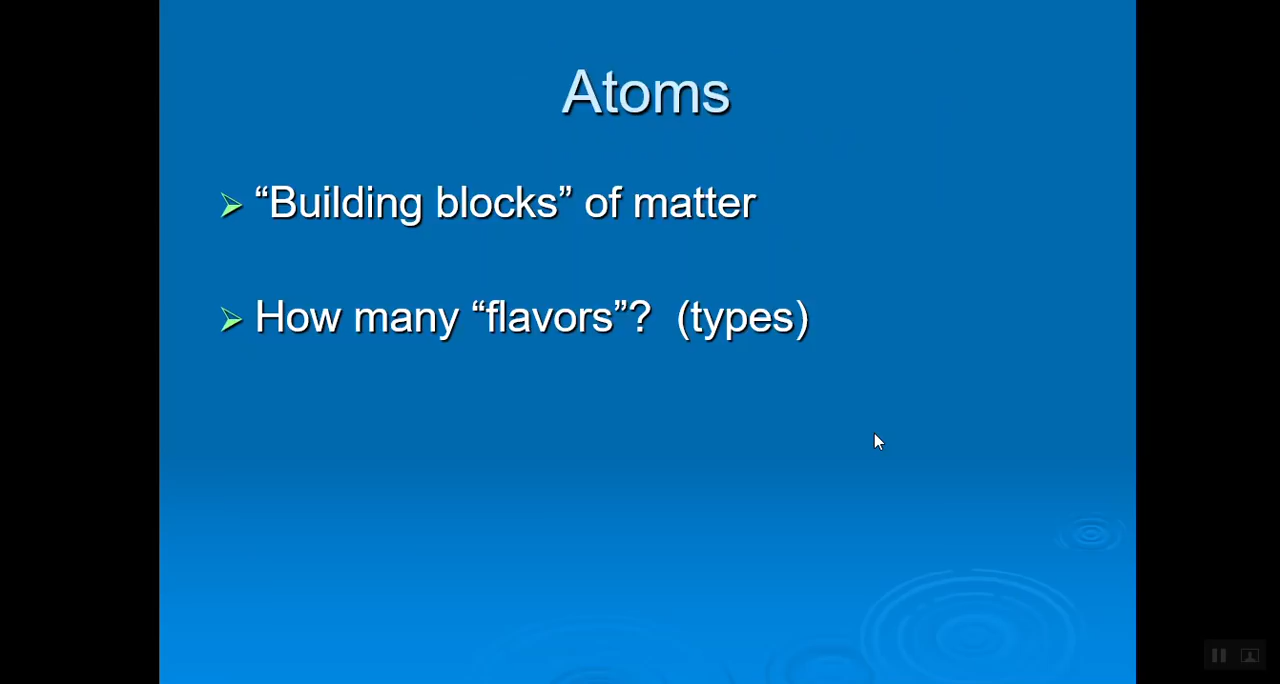 Atoms
“Building blocks” of matter
How many “flavors”?  (types)